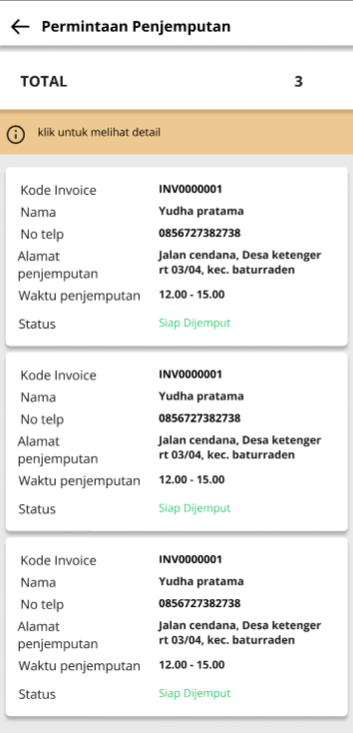 Permintaan Penjemputan
TOTAL 3
klik untuk melihat detail
Kode Invoice INV0000001
Nama Yudha pratama
No telp 0856727382738
Alamat penjemputan Jalan cendana, Desa ketenger
rt 03/04, kec. baturraden
Waktu penjemputan 12.00 - 15.00
Status Siap Dijemput
Kode Invoice INV0000001
Nama Yudha pratama
No telp 0856727382738
Alamat penjemputan Jalan cendana, Desa ketenger
rt 03/04, kec. baturraden
Waktu penjemputan 12.00 - 15.00
Status Siap Dijemput
Kode Invoice INV0000001
Nama Yudha pratama
No telp 0856727382738
Alamat penjemputan Jalan cendana, Desa ketenger
rt 03/04, kec. baturraden
Waktu penjemputan 12.00 - 15.00
Status Siap Dijemput